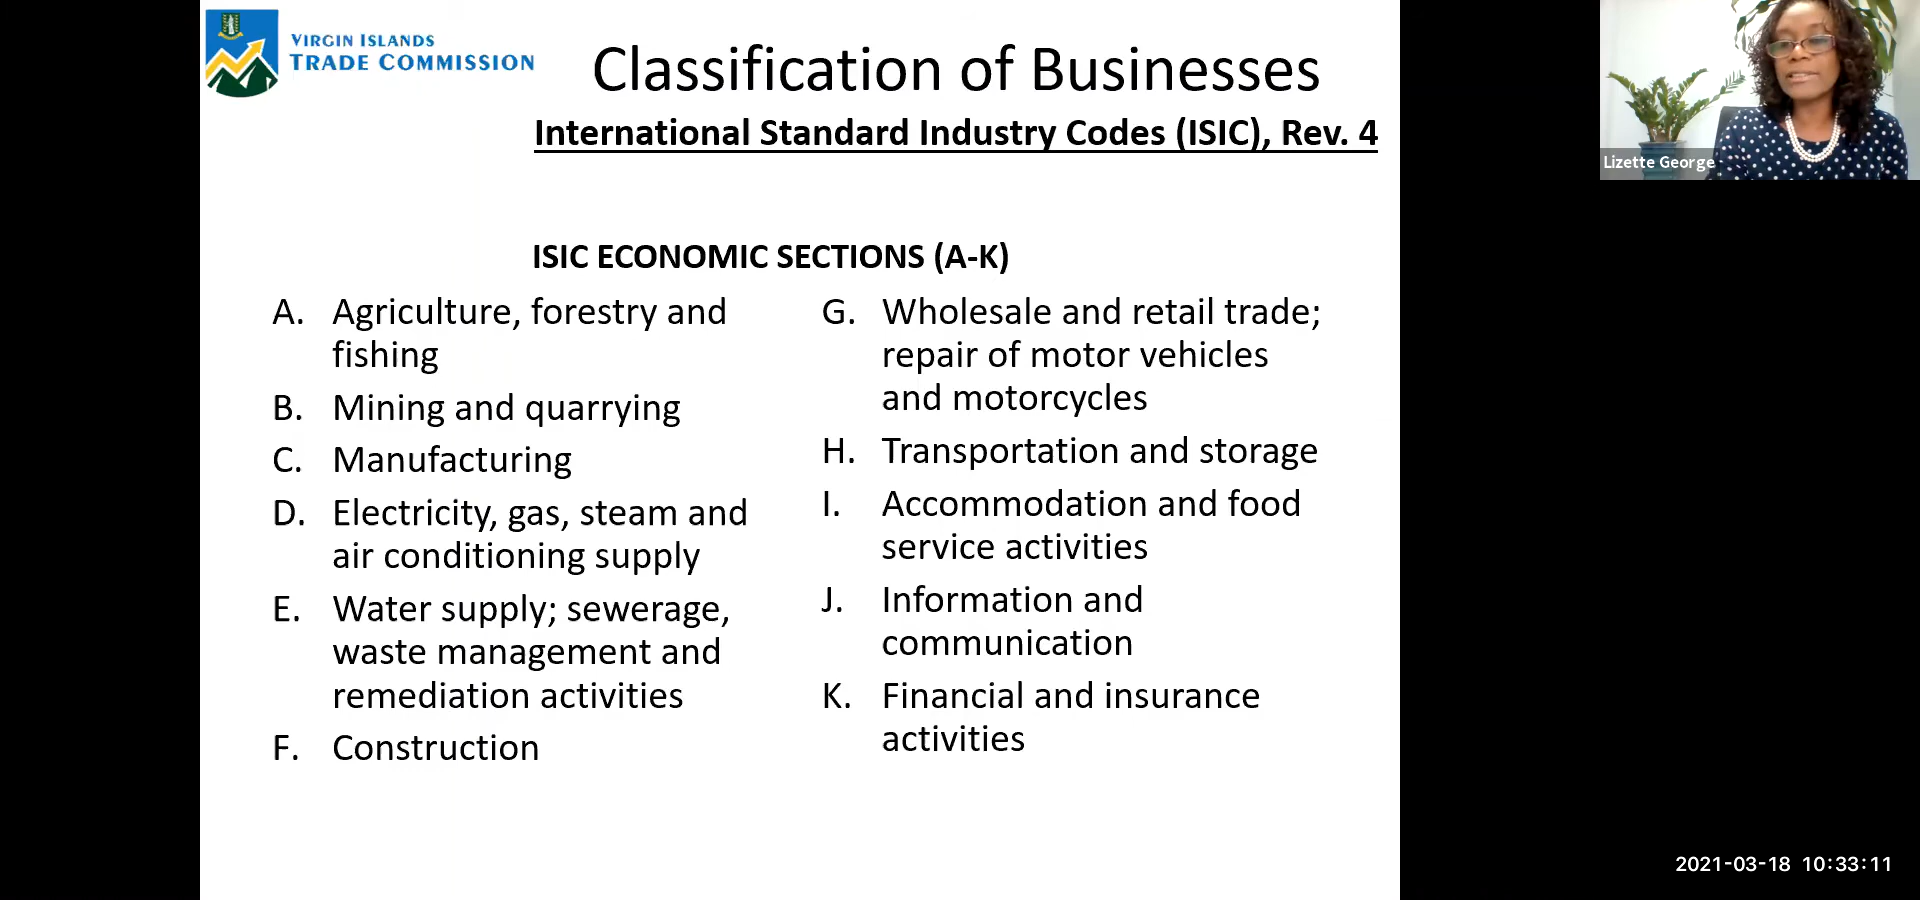 VIRGIN ISLANDS
TRADE COMMISSION
Classification of Businesses
International Standard Industry Codes (ISIC), Rev. 4
ISIC ECONOMIC SECTIONS (A-K)
A. Agriculture, forestry and
fishing
B. Mining and quarrying
C. Manufacturing
D. Electricity, gas, steam and
air conditioning supply
E. Water supply; sewerage,
waste management and
remediation activities
F. Construction
G. Wholesale and retail trade;
repair of motor vehicles
and motorcycles
H. Transportation and storage
I. Accommodation and food
service activities
J. Information and
communication
K. Financial and insurance
activities
Lizette George
2021-03-18 10:33:11